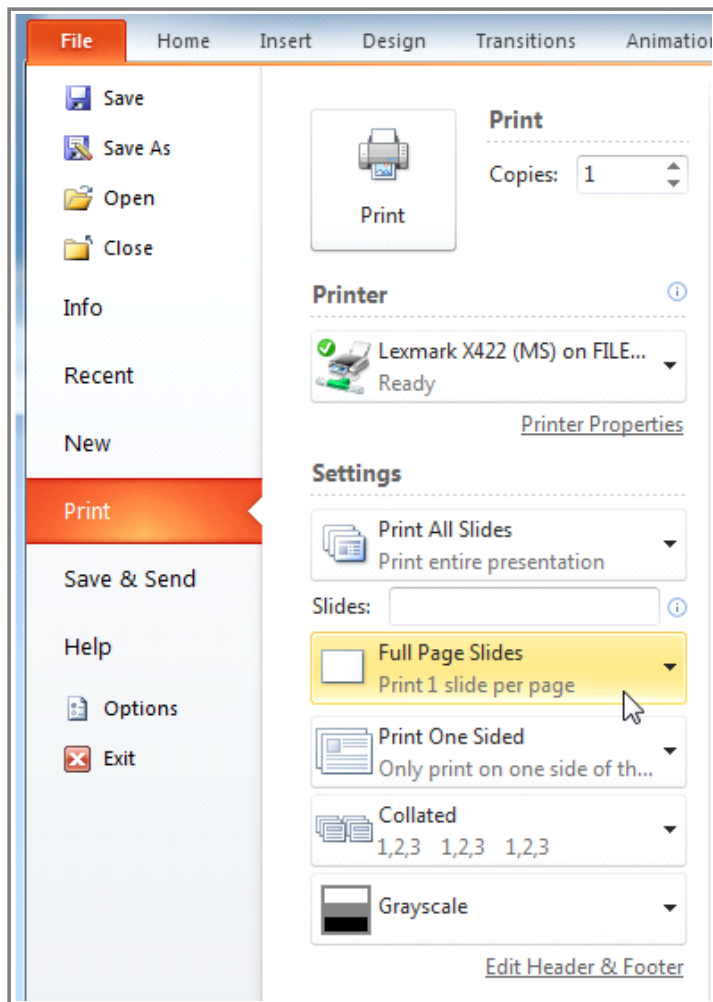 File Home Insert Design Transitions Animation
Save
Save As
Open
Close
Info
Recent
New
Print
Save & Send
Help
Options
Exit
Print
Print
Copies: 1
Printer
Lexmark X422 (MS) on FILE...
Ready
Printer Properties
Settings
Print All Slides
Print entire presentation
Slides:
Full Page Slides
Print 1 slide per page
Print One Sided
Only print on one side of th...
Collated
1,2,3 1,2,3 1,2,3
Grayscale
Edit Header & Footer